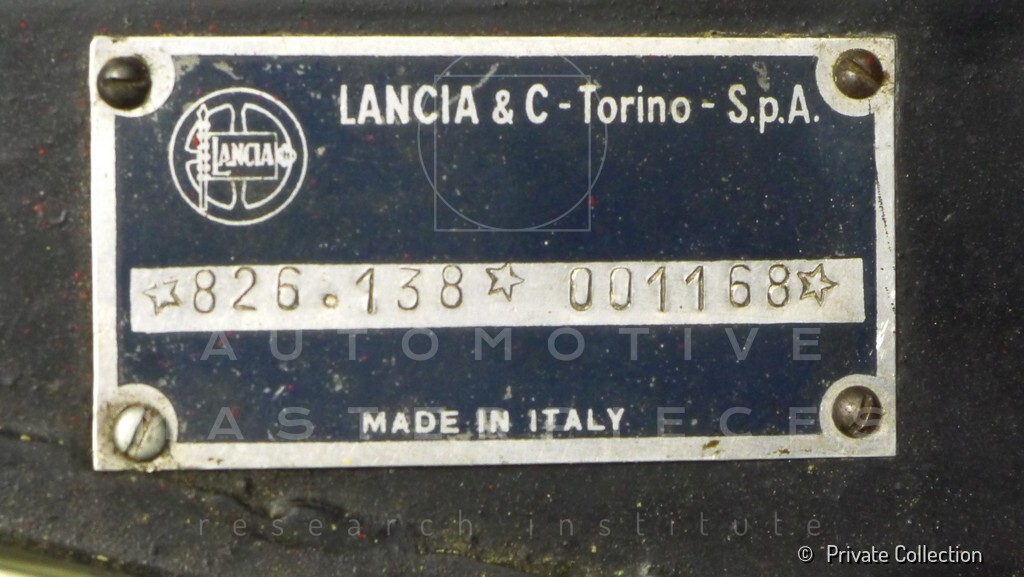 LANCIA & C - Torino - S.p.A.
LANCIA
☆826.138☆ 001168☆
AUTOMOTIVE
MASTERPIECES
MADE IN ITALY
research institute
© Private Collection